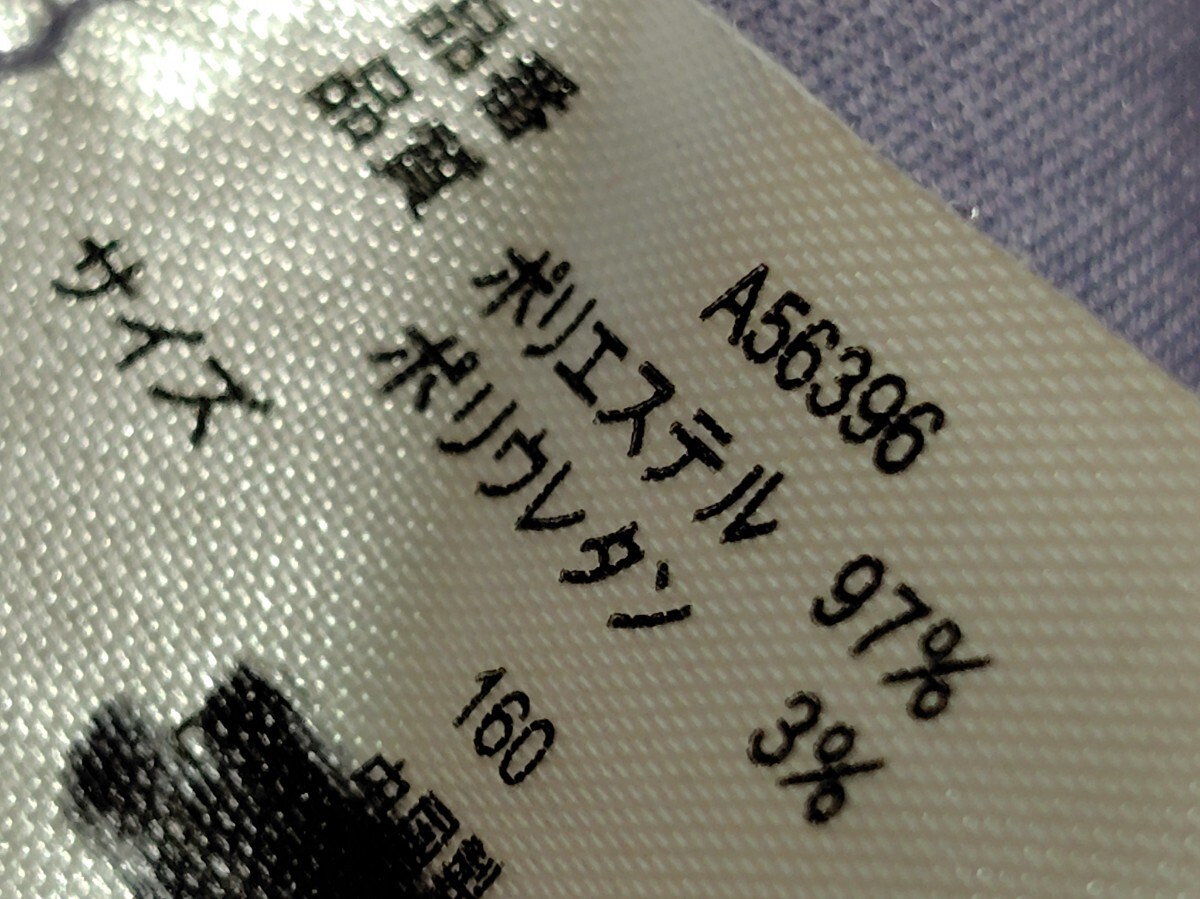 品番 A56396
品質 ポリエステル 97%
ポリウレタン 3%
サイズ 160
中国製